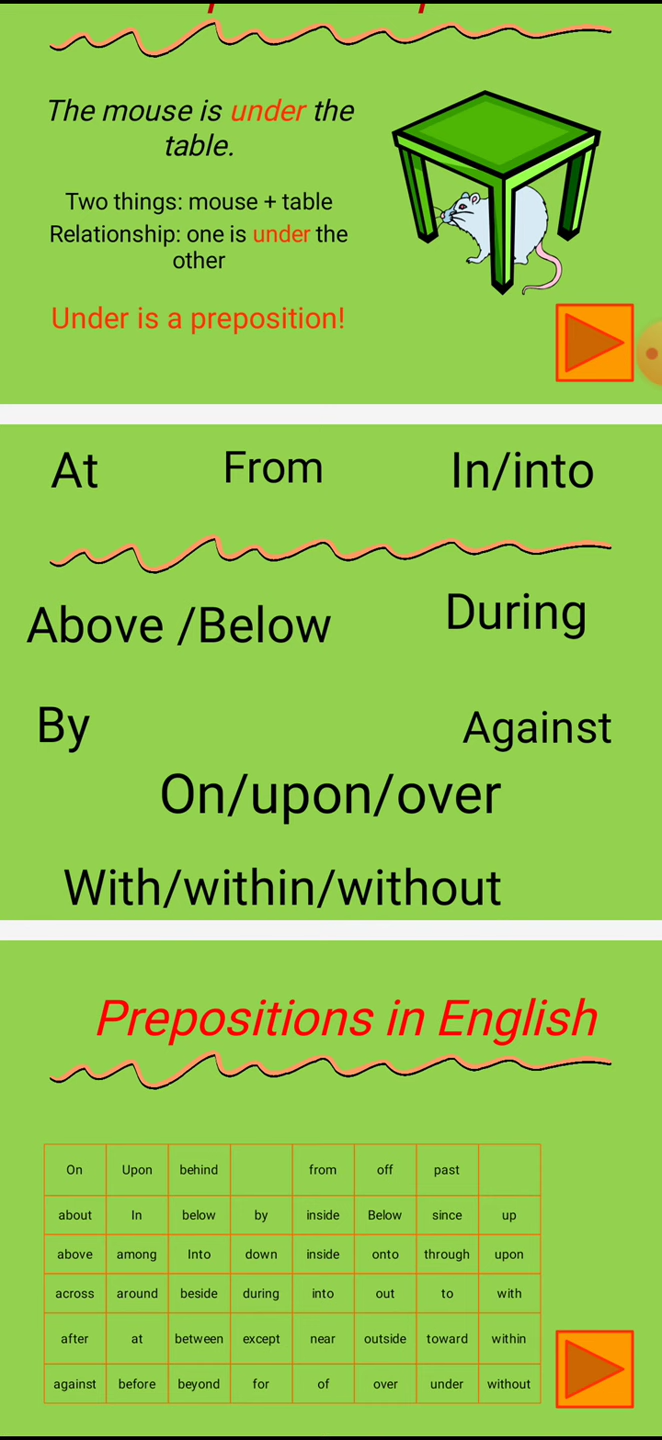 The mouse is under the
table.
Two things: mouse + table
Relationship: one is under the
other
Under is a preposition!
At From In/into
Above /Below During
By Against
On/upon/over
With/within/without
Prepositions in English
On Upon behind from off past
about In below by inside Below since up
above among Into down inside onto through upon
across around beside during into out to with
after at between except near outside toward within
against before beyond for of over under without